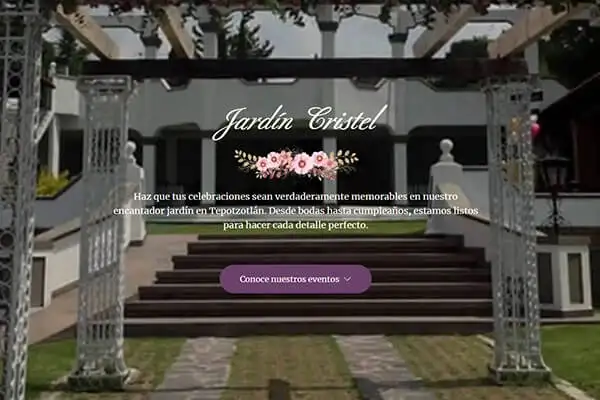 Jardín Cristel
Haz que tus celebraciones sean verdaderamente memorables en nuestro
encantador jardín en Tepotzotlán. Desde bodas hasta cumpleaños, estamos listos
para hacer cada detalle perfecto.
Conoce nuestros eventos